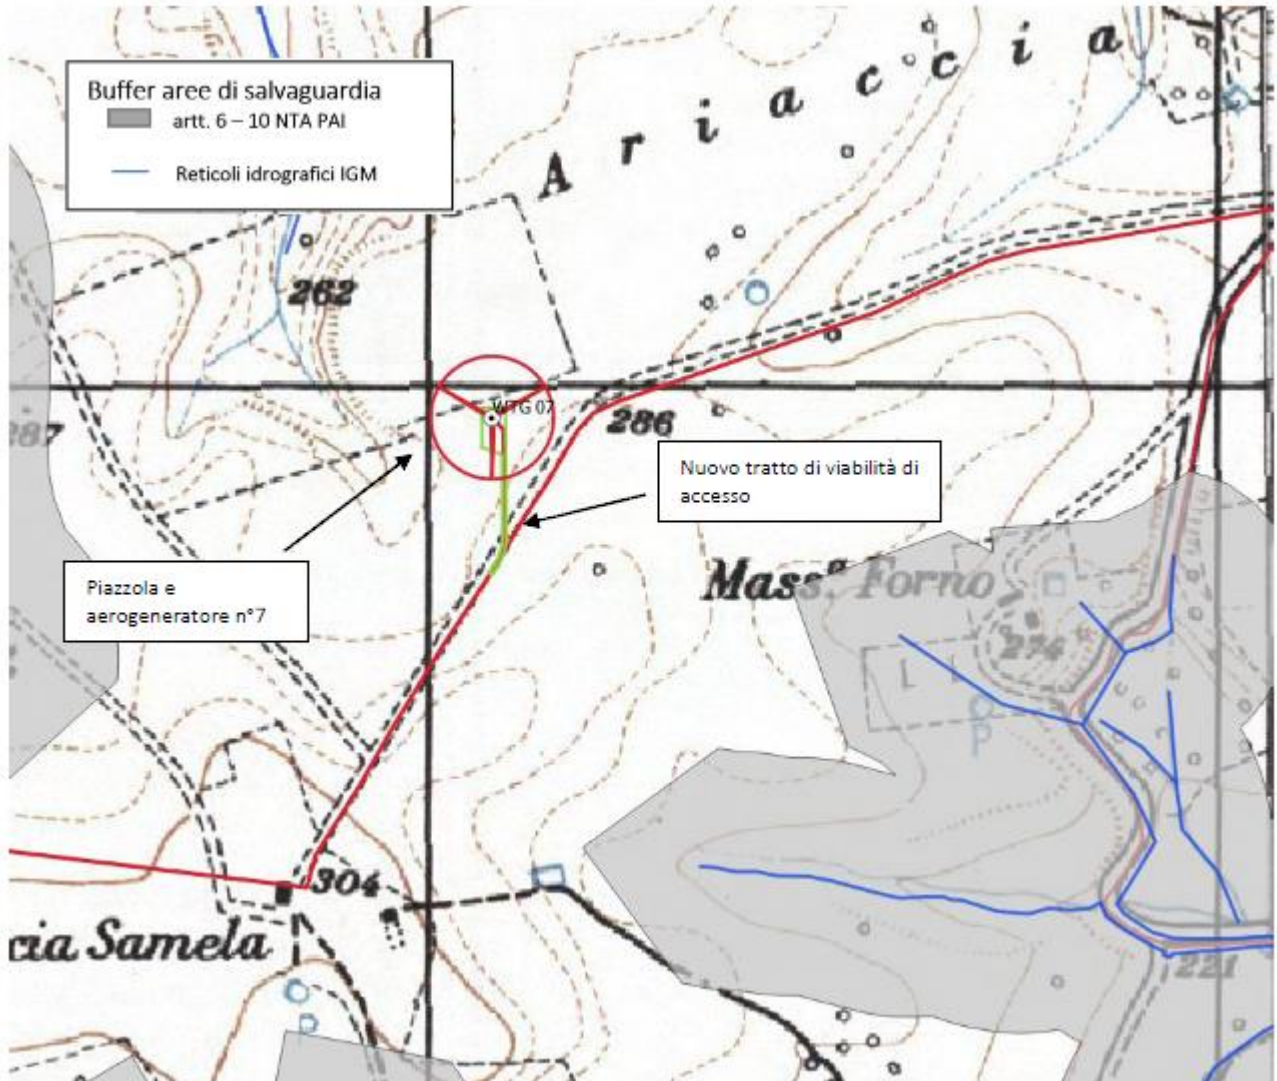 Buffer aree di salvaguardia
artt. 6 – 10 NTA PAI
Reticoli idrografici IGM
Ariaccia
262
287
WTG 07
286
Nuovo tratto di viabilità di
accesso
Piazzola e
aerogeneratore n°7
Mass.ª Forno
274
P
304
cia Samela
221
P